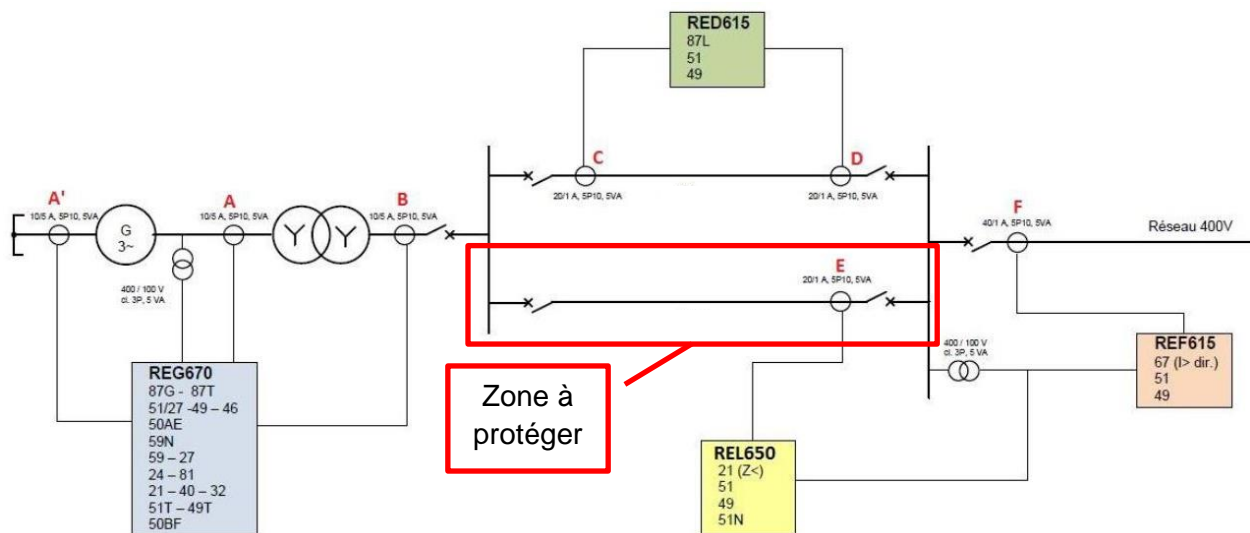 RED615
87L
51
49
C
20/1 A, 5P10, 5VA
D
20/1 A, 5P10, 5VA
A'
10/5 A, 5P10, 5VA
G
3~
A
10/5 A, 5P10, 5VA
Y Y
B
10/5 A, 5P10, 5VA
400 / 100 V
cl. 3P, 5 VA
F
40/1 A, 5P10, 5VA
Réseau 400V
E
20/1 A, 5P10, 5VA
Zone à
protéger
400 / 100 V
cl. 3P, 5 VA
REG670
87G - 87T
51/27 -49 – 46
50AE
59N
59 – 27
24 – 81
21 – 40 – 32
51T – 49T
50BF
REL650
21 (Z<)
51
49
51N
REF615
67 (I> dir.)
51
49